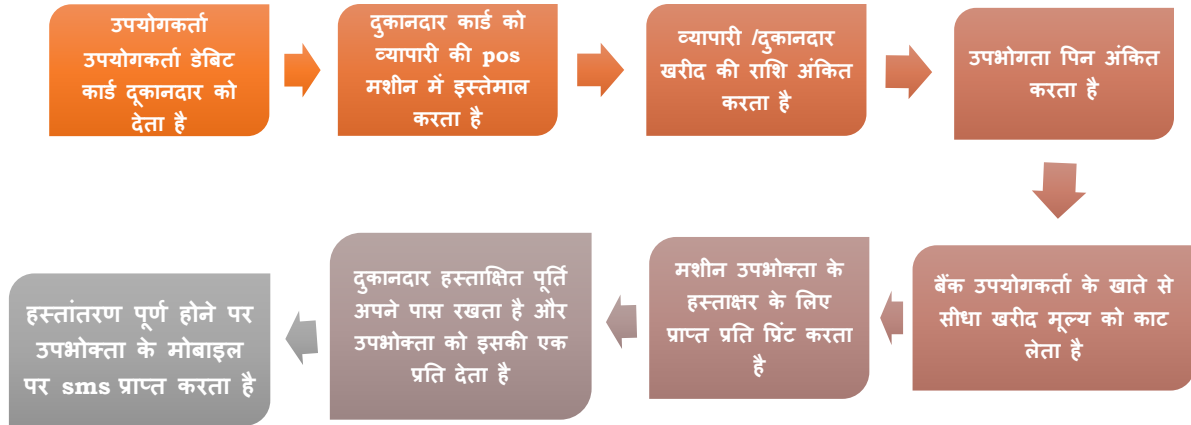 उपयोगकर्ता
उपयोगकर्ता डेबिट
कार्ड दूकानदार को
देता है
दुकानदार कार्ड को
व्यापारी की pos
मशीन में इस्तेमाल
करता है
व्यापारी /दुकानदार
खरीद की राशि अंकित
करता है
उपभोगता पिन अंकित
करता है
बैंक उपयोगकर्ता के खाते से
सीधा खरीद मूल्य को काट
लेता है
मशीन उपभोक्ता के
हस्ताक्षर के लिए
प्राप्त प्रति प्रिंट करता
है
दुकानदार हस्ताक्षित पूर्ति
अपने पास रखता है और
उपभोक्ता को इसकी एक
प्रति देता है
हस्तांतरण पूर्ण होने पर
उपभोक्ता के मोबाइल
पर sms प्राप्त करता है